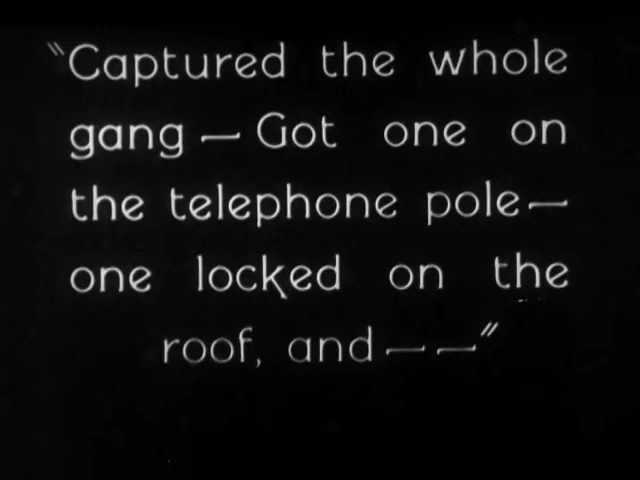 "Captured the whole
gang — Got one on
the telephone pole —
one locked on the
roof, and — —"